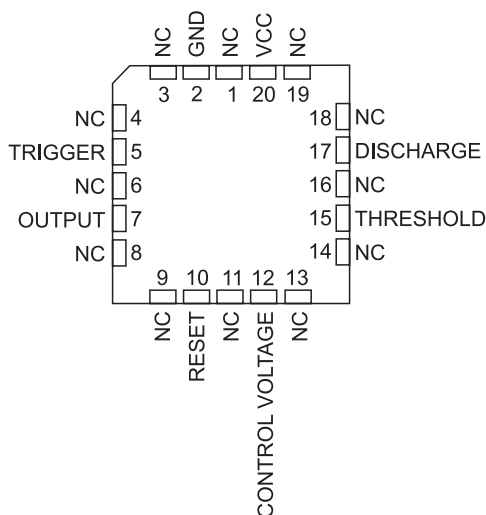 NC
GND
NC
VCC
NC
3
2
1
20
19
NC 4
TRIGGER 5
NC 6
OUTPUT 7
NC 8
18 NC
17 DISCHARGE
16 NC
15 THRESHOLD
14 NC
9
10
11
12
13
NC
RESET
NC
CONTROL VOLTAGE
NC